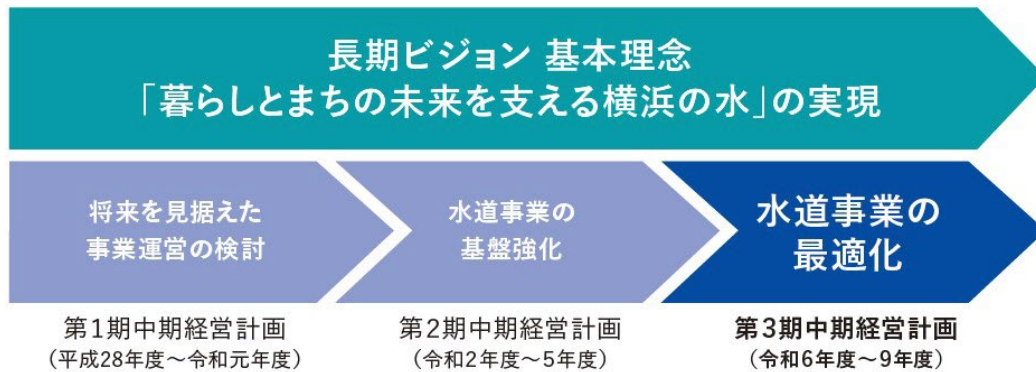 長期ビジョン 基本理念
「暮らしとまちの未来を支える横浜の水」の実現
将来を見据えた
事業運営の検討
水道事業の
基盤強化
水道事業の
最適化
第1期中期経営計画
（平成28年度～令和元年度）
第2期中期経営計画
（令和2年度～5年度）
第3期中期経営計画
（令和6年度～9年度）